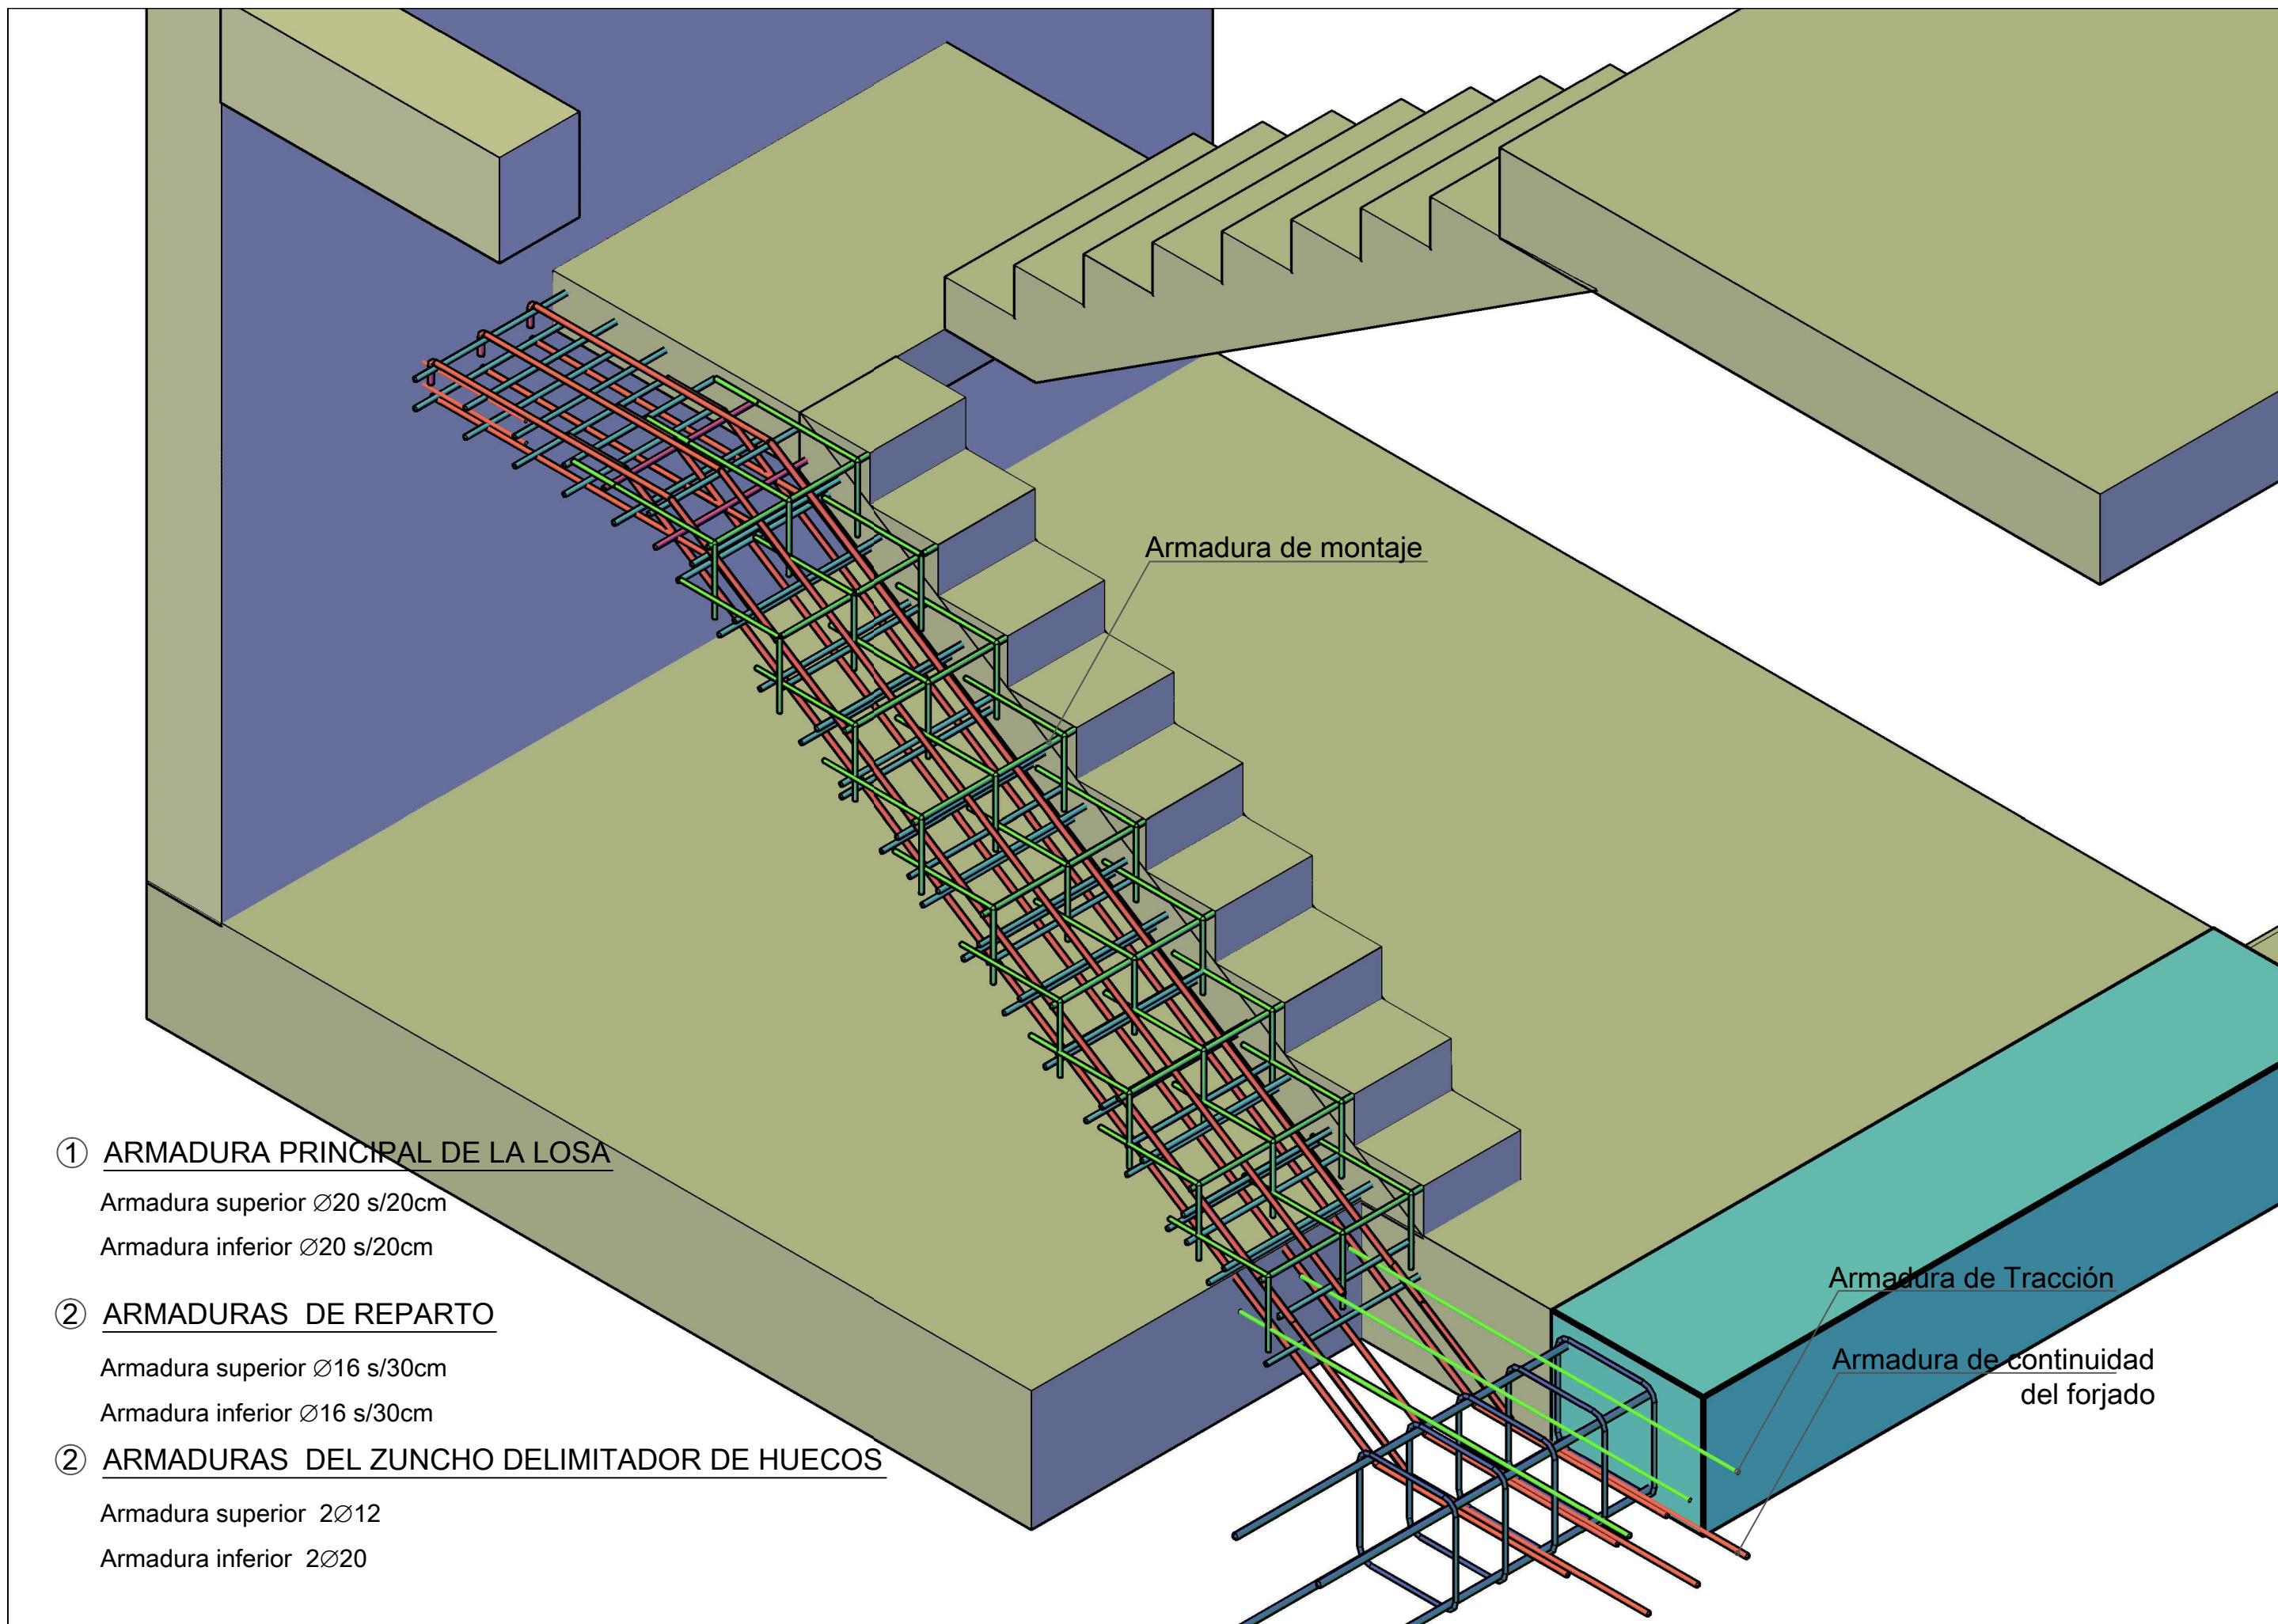 Armadura de montaje
① ARMADURA PRINCIPAL DE LA LOSA
Armadura superior ∅20 s/20cm
Armadura inferior ∅20 s/20cm
② ARMADURAS DE REPARTO
Armadura superior ∅16 s/30cm
Armadura inferior ∅16 s/30cm
② ARMADURAS DEL ZUNCHO DELIMITADOR DE HUECOS
Armadura superior 2∅12
Armadura inferior 2∅20
Armadura de Tracción
Armadura de continuidad
del forjado